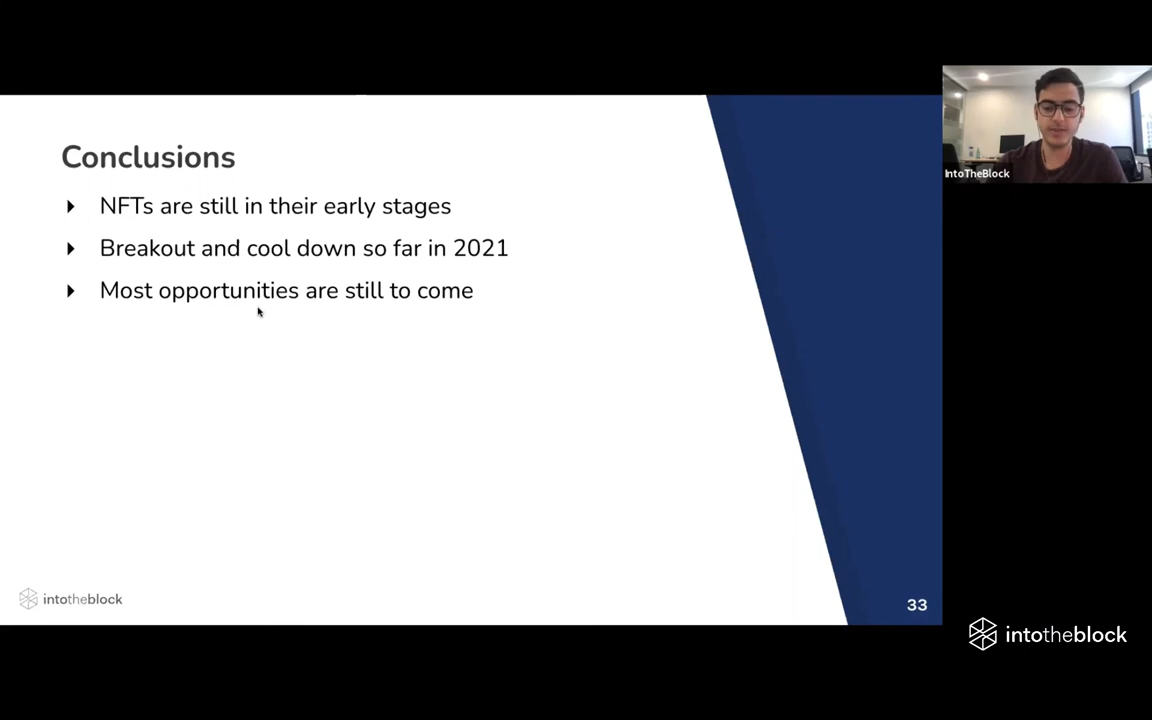 Conclusions
NFTs are still in their early stages
Breakout and cool down so far in 2021
Most opportunities are still to come
intotheblock
33
IntoTheBlock
intotheblock